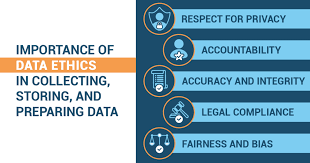 IMPORTANCE OF
DATA ETHICS
IN COLLECTING,
STORING, AND
PREPARING DATA
RESPECT FOR PRIVACY
ACCOUNTABILITY
ACCURACY AND INTEGRITY
LEGAL COMPLIANCE
FAIRNESS AND BIAS